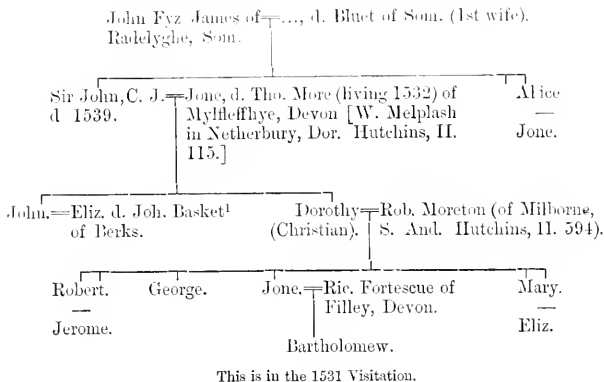 John Fyz James of=..., d. Bluet of Som. (1st wife).
Radelyghe, Som.
Sir John, C. J.=Jone, d. Tho. More (living 1532) of
d 1539. Mylfleffhye, Devon [W. Melplash
in Netherbury, Dor. Hutchins, II.
115.]
Alice
—
Jone.
John.=Eliz. d. Joh. Basket¹
of Berks.
Dorothy=Rob. Moreton (of Milborne,
(Christian). S. And. Hutchins, II. 594).
Robert. George. Jone.=Ric. Fortescue of Mary.
— Filley, Devon. —
Jerome. Eliz.
Bartholomew.
This is in the 1531 Visitation.